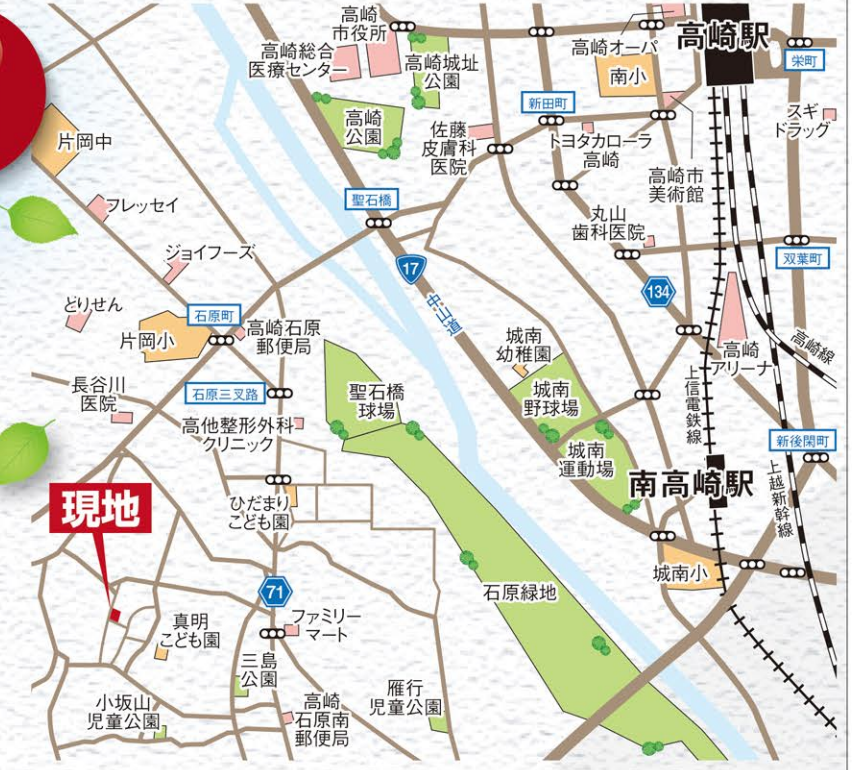 高崎
市役所
高崎総合
医療センター
高崎城址
公園
高崎オーパ
高崎駅
栄町
南小
新田町
スギ
ドラッグ
片岡中
高崎
公園
佐藤
皮膚科
医院
トヨタカローラ
高崎
高崎市
美術館
フレッセイ
聖石橋
丸山
歯科医院
双葉町
ジョイフーズ
17
中山道
134
とりせん
石原町
片岡小
高崎石原
郵便局
城南
幼稚園
高崎
アリーナ
高崎線
上信電鉄線
長谷川
医院
石原三叉路
聖石橋
球場
城南
野球場
高他整形外科
クリニック
城南
運動場
新後閑町
南高崎駅
上越新幹線
現地
ひだまり
こども園
城南小
石原緑地
71
真明
こども園
ファミリー
マート
三島
公園
小坂山
児童公園
高崎
石原南
郵便局
雁行
児童公園